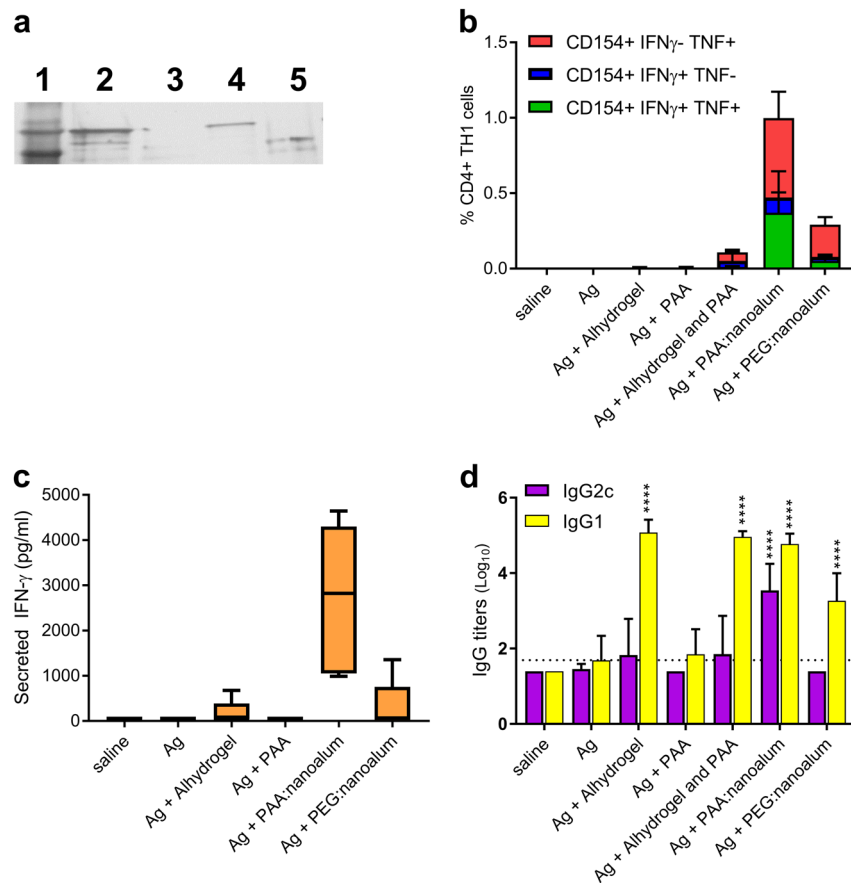 a
1 2 3 4 5
b
1.5
1.0
0.5
0.0
% CD4+ TH1 cells
CD154+ IFNγ- TNF+
CD154+ IFNγ+ TNF-
CD154+ IFNγ+ TNF+
saline
Ag
Ag + Alhydrogel
Ag + PAA
Ag + Alhydrogel and PAA
Ag + PAA:nanoalum
Ag + PEG:nanoalum
c
5000
4000
3000
2000
1000
0
Secreted IFN-γ (pg/ml)
saline
Ag
Ag + Alhydrogel
Ag + PAA
Ag + PAA:nanoalum
Ag + PEG:nanoalum
d
6
4
2
0
IgG titers (Log10)
IgG2c
IgG1
****
****
****
****
****
saline
Ag
Ag + Alhydrogel
Ag + PAA
Ag + Alhydrogel and PAA
Ag + PAA:nanoalum
Ag + PEG:nanoalum